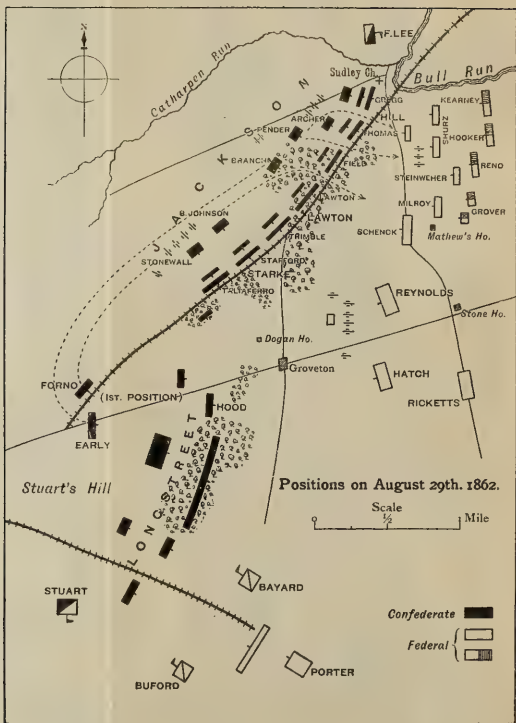 N
F. LEE
Sudley Ch.
Catharpen Run
Bull Run
GREGG
KEARNEY
ARCHER
HILL
THOMAS
SHURZ
HOOKER
PENDER
JACKSON
BRANCH
FIELD
STEINWEHER
REND
LAWTON
MILROY
GROVER
B. JOHNSON
LAWTON
SCHENCK
Mathew's Ho.
STONEWALL
TRIMBLE
STAFFORD
STARKE
TALIAFERRO
REYNOLDS
Stone Ho.
Dogan Ho.
Groveton
FORNO
(1ST. POSITION)
HOOD
HATCH
RICKETTS
EARLY
Stuart's Hill
LONGSTREET
Positions on August 29th. 1862.
Scale
½
Mile
STUART
BAYARD
Confederate
Federal
BUFORD
PORTER